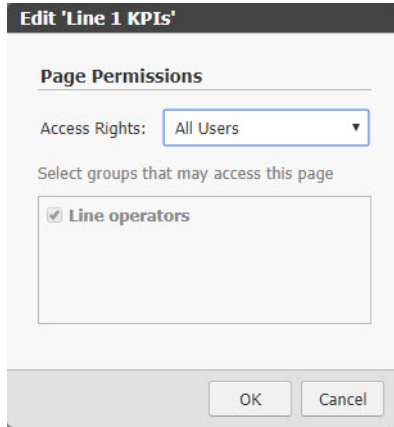 Edit 'Line 1 KPIs'
Page Permissions
Access Rights: All Users
Select groups that may access this page
Line operators
OK Cancel